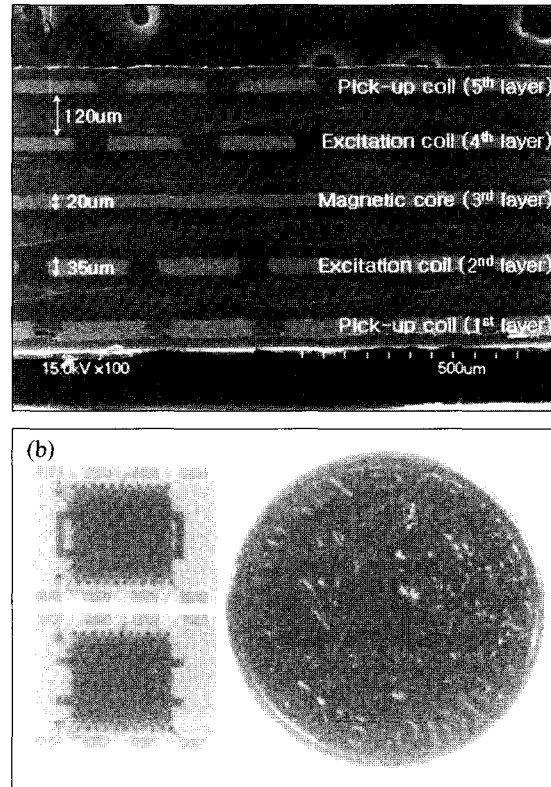 Pick-up coil (5th layer)
120um
Excitation coil (4th layer)
20um Magnetic core (3rd layer)
35um Excitation coil (2nd layer)
Pick-up coil (1st layer)
15.0kV x100 500um
(b)